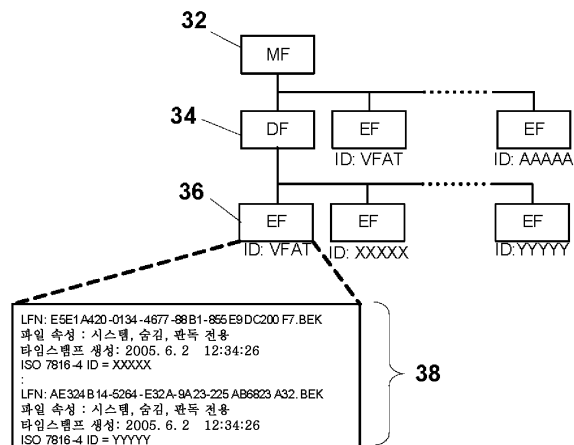 32
MF
34
DF
EF
EF
ID: VFAT
ID: AAAAA
36
EF
EF
EF
ID: VFAT
ID: XXXXX
ID:YYYYY
LFN: E5E1A420-0134-4677-88B1-855E9DC200F7.BEK
파일 속성 : 시스템, 숨김, 판독 전용
타임스탬프 생성: 2005. 6. 2 12:34:26
ISO 7816-4 ID = XXXXX
:
LFN: AE324B14-5264-E32A-9A23-225AB6823A32.BEK
파일 속성 : 시스템, 숨김, 판독 전용
타임스탬프 생성: 2005. 6. 2 12:34:26
ISO 7816-4 ID = YYYYY
38